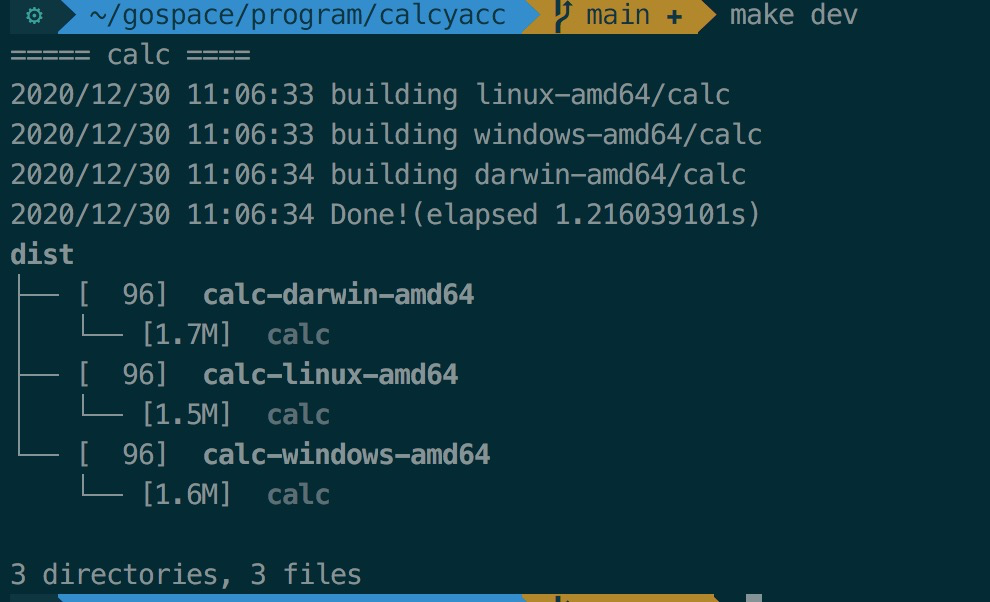 ⚙ ~/gospace/program/calcyacc main + make dev
===== calc ====
2020/12/30 11:06:33 building linux-amd64/calc
2020/12/30 11:06:33 building windows-amd64/calc
2020/12/30 11:06:34 building darwin-amd64/calc
2020/12/30 11:06:34 Done!(elapsed 1.216039101s)
dist
├── [  96]  calc-darwin-amd64
│   └── [1.7M]  calc
├── [  96]  calc-linux-amd64
│   └── [1.5M]  calc
└── [  96]  calc-windows-amd64
    └── [1.6M]  calc
3 directories, 3 files